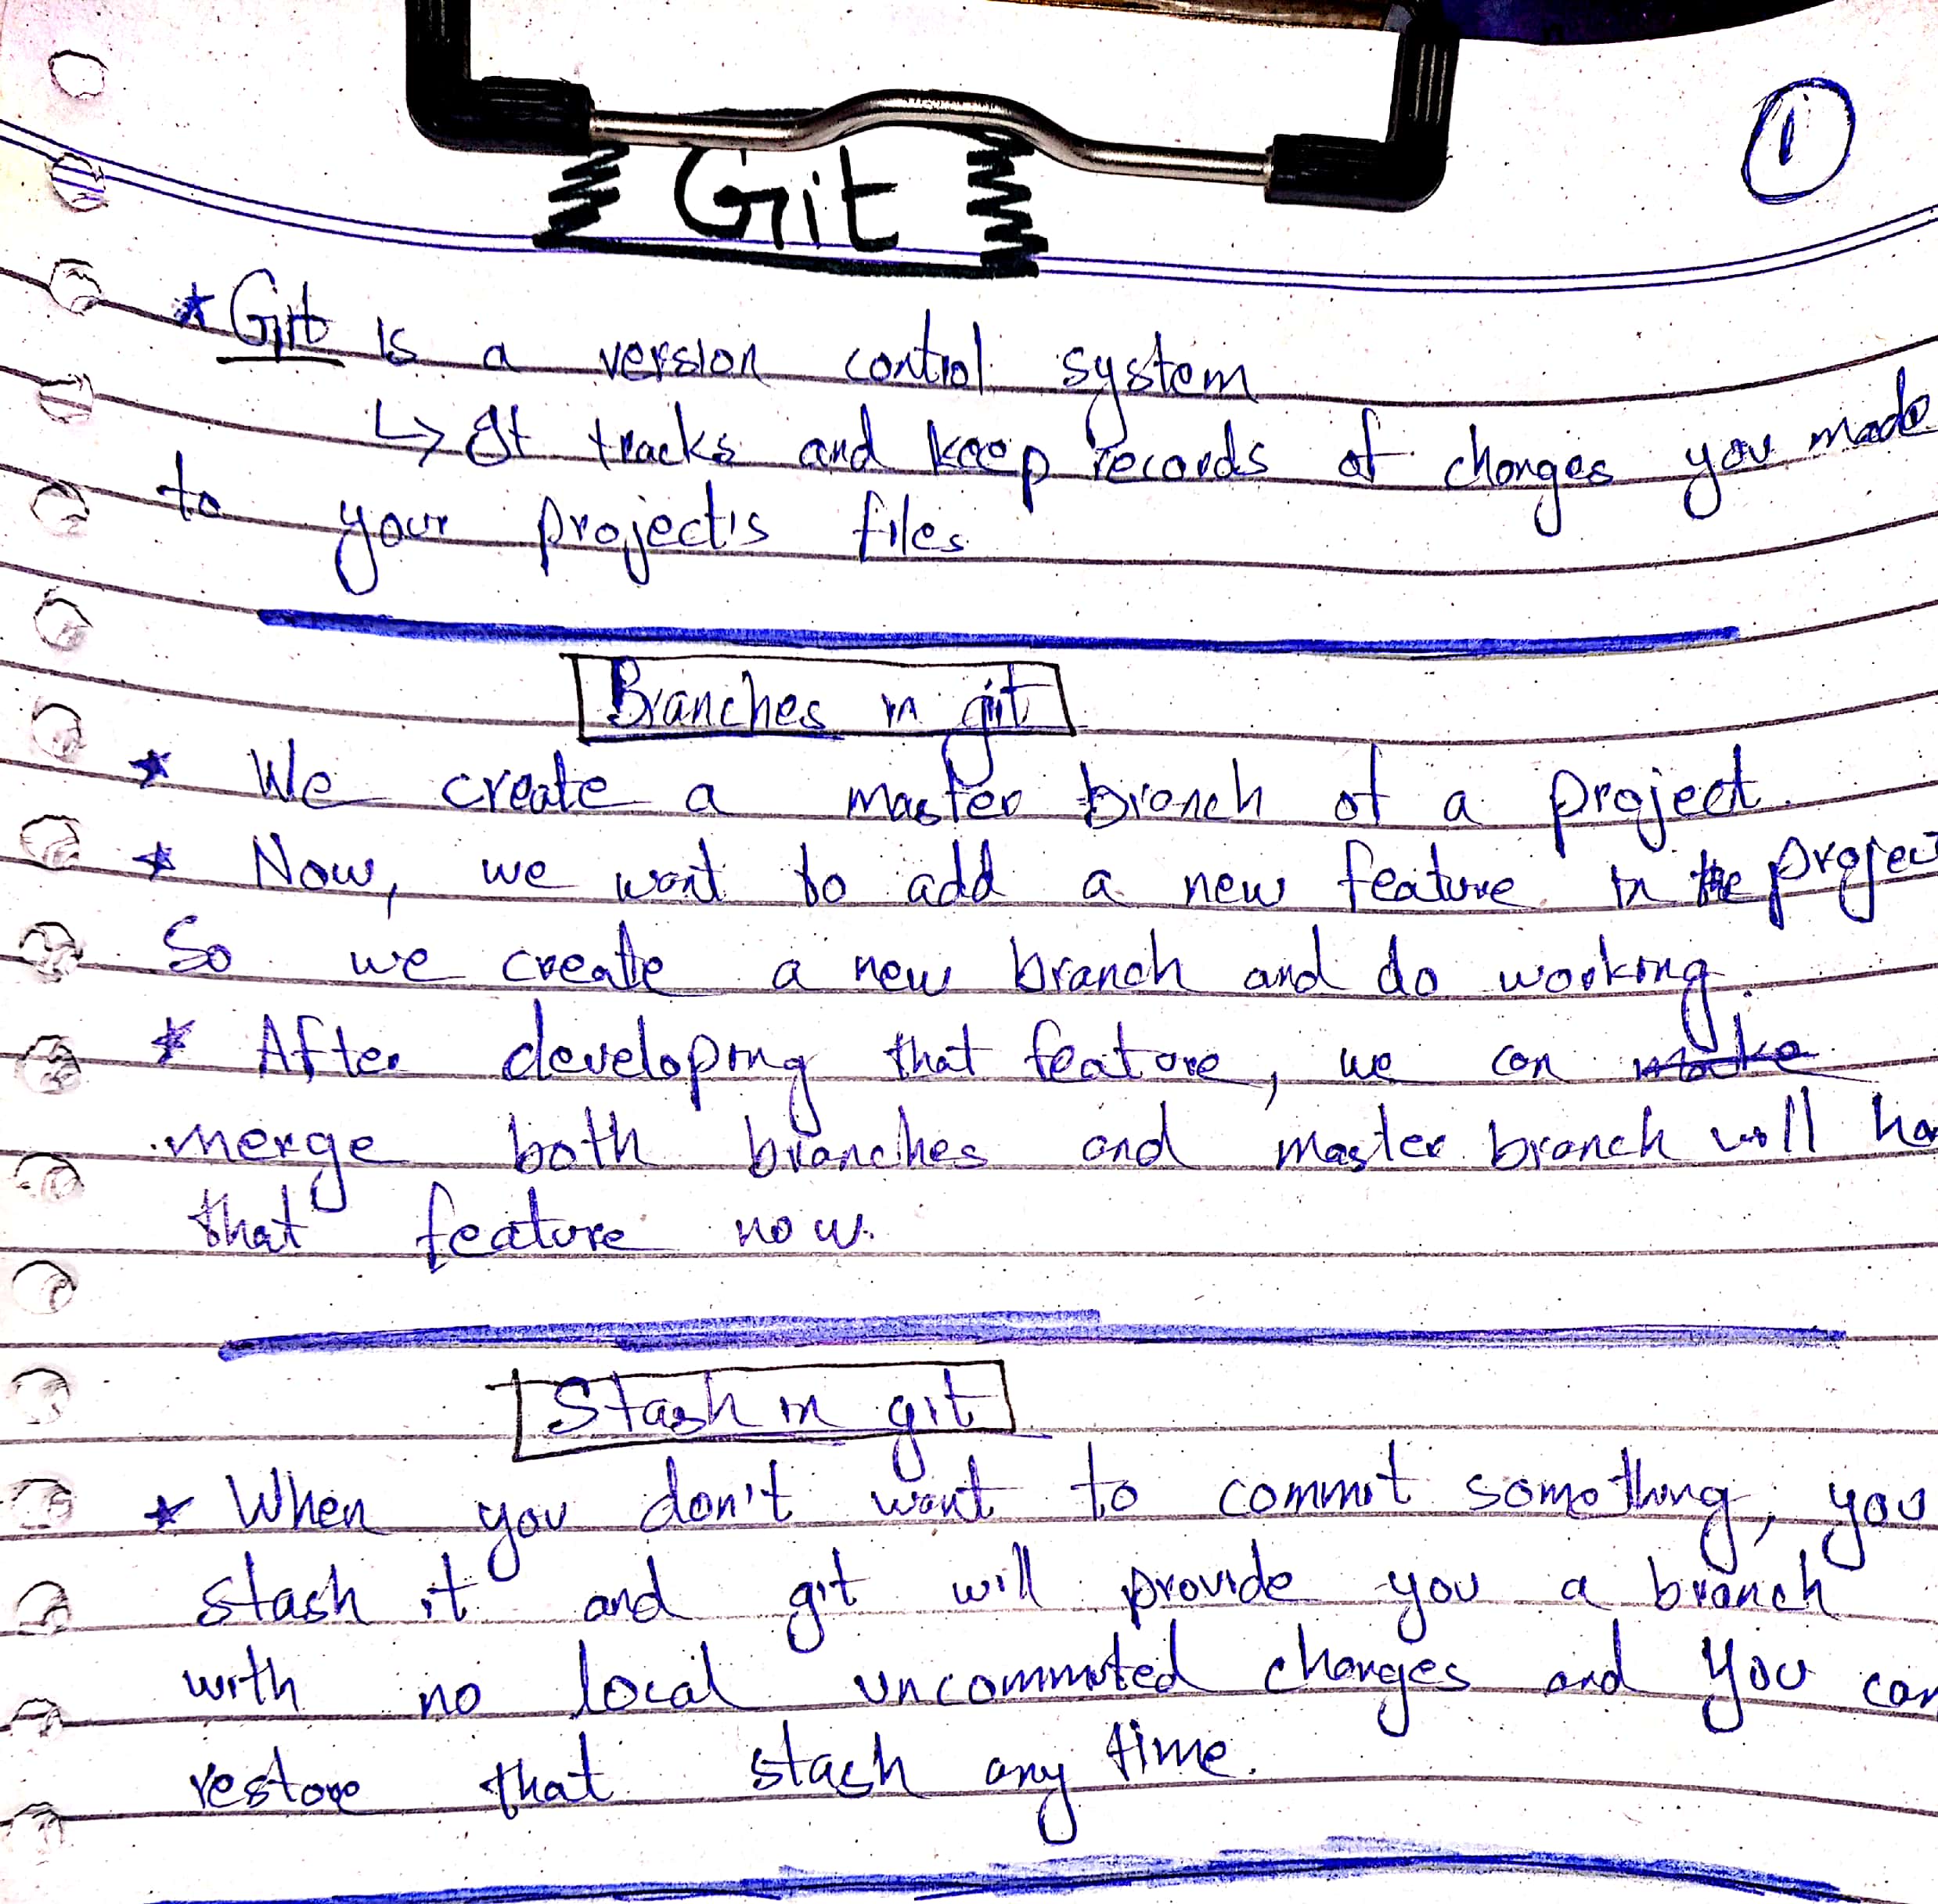 ①
Git
* Git is a version control system
↳ It tracks and keep records of changes you made
to your project's files
Branches in git
* We create a master branch of a project.
* Now, we want to add a new feature in the projec
So we create a new branch and do working.
* After developing that feature, we can ~~make~~
merge both branches and master branch will ha
that feature now.
Stash in git
* When you don't want to commit something, you
stash it and git will provide you a branch
with no local uncommited changes and you can
restore that stash any time.